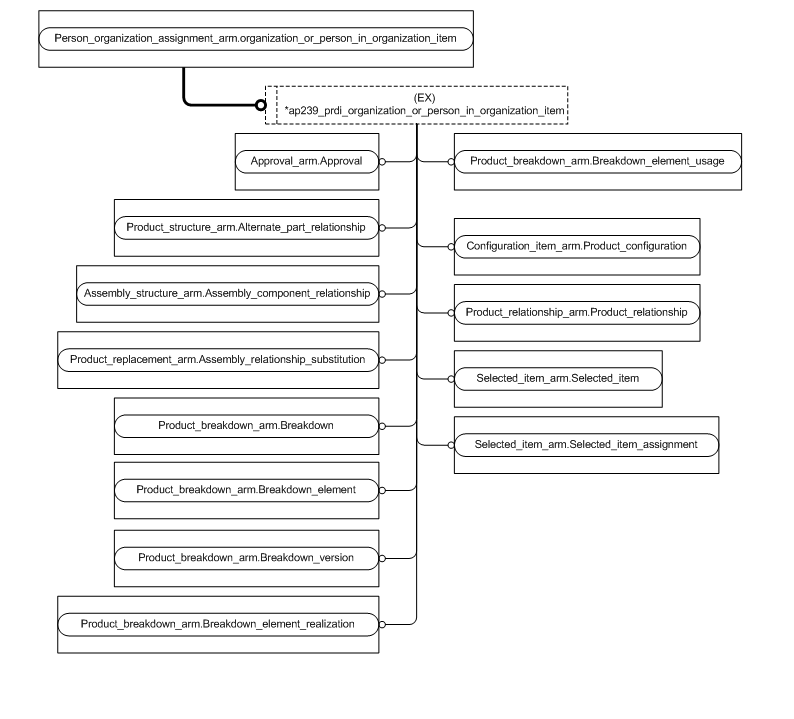 Person_organization_assignment_arm.organization_or_person_in_organization_item
(EX)
*ap239_prdi_organization_or_person_in_organization_item
Approval_arm.Approval
Product_breakdown_arm.Breakdown_element_usage
Product_structure_arm.Alternate_part_relationship
Configuration_item_arm.Product_configuration
Assembly_structure_arm.Assembly_component_relationship
Product_relationship_arm.Product_relationship
Product_replacement_arm.Assembly_relationship_substitution
Selected_item_arm.Selected_item
Product_breakdown_arm.Breakdown
Selected_item_arm.Selected_item_assignment
Product_breakdown_arm.Breakdown_element
Product_breakdown_arm.Breakdown_version
Product_breakdown_arm.Breakdown_element_realization